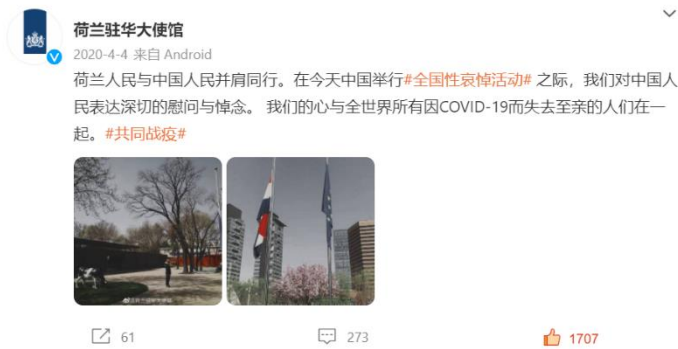 荷兰驻华大使馆
2020-4-4 来自 Android
荷兰人民与中国人民并肩同行。在今天中国举行#全国性哀悼活动# 之际，我们对中国人
民表达深切的慰问与悼念。 我们的心与全世界所有因COVID-19而失去至亲的人们在一
起。#共同战疫#
61
273
1707